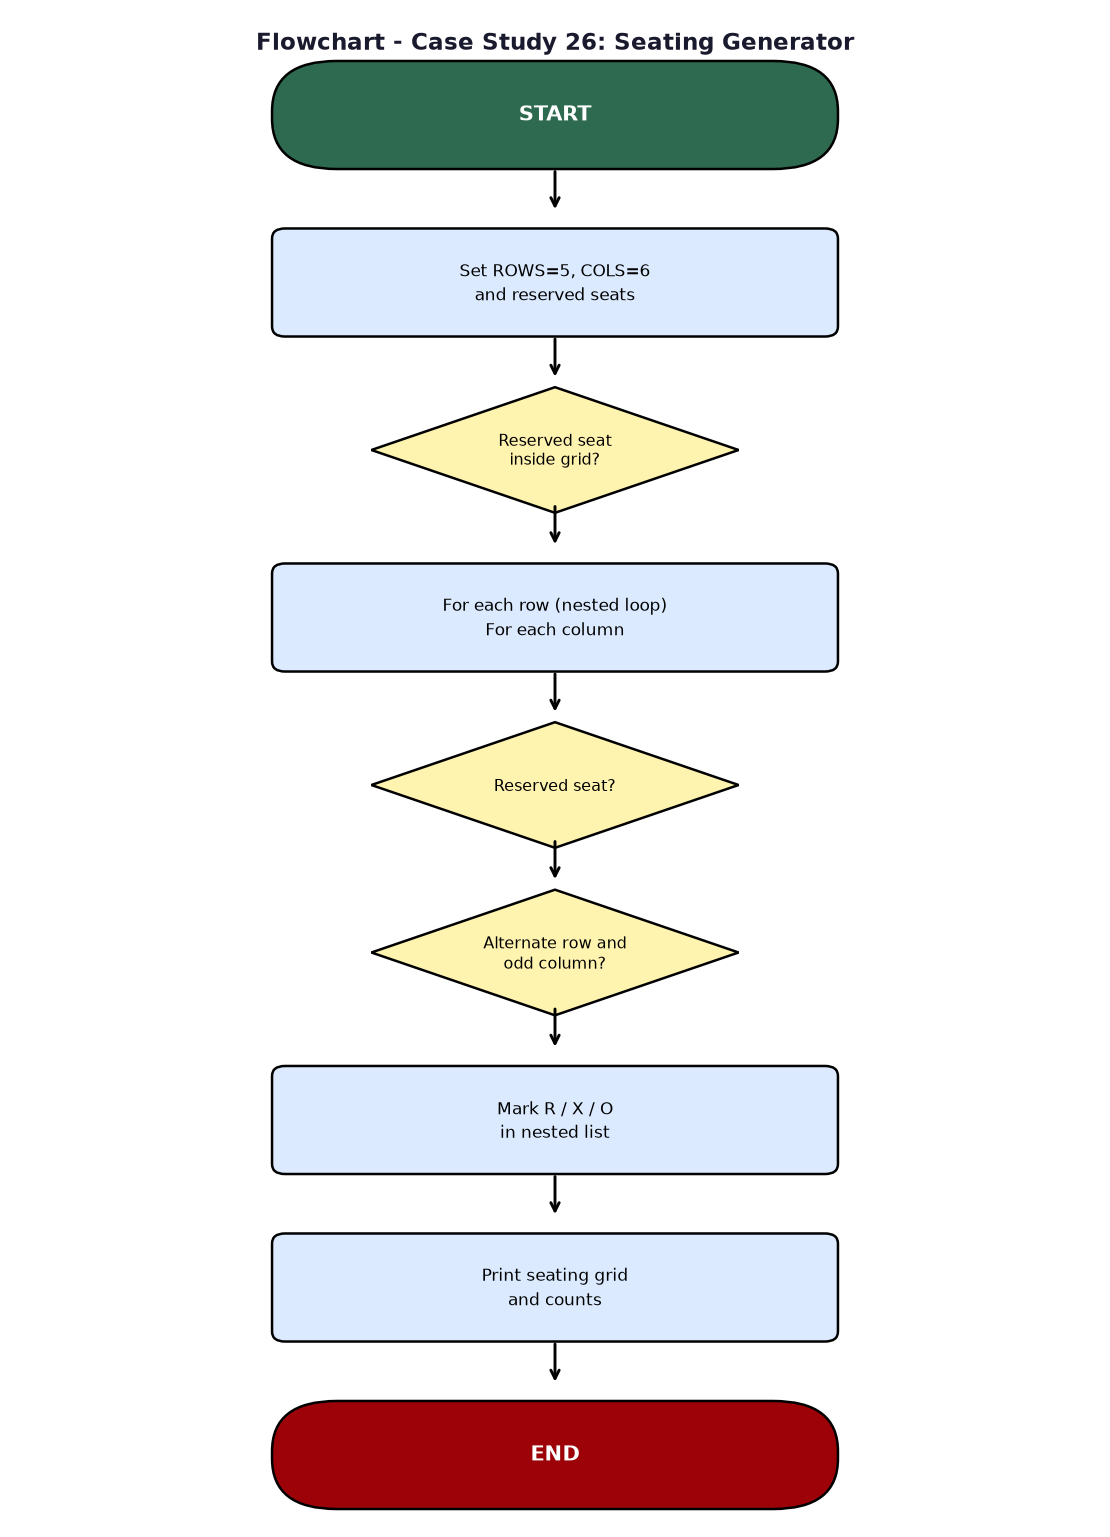 Flowchart - Case Study 26: Seating Generator
START
Set ROWS=5, COLS=6
and reserved seats
Reserved seat
inside grid?
For each row (nested loop)
For each column
Reserved seat?
Alternate row and
odd column?
Mark R / X / O
in nested list
Print seating grid
and counts
END